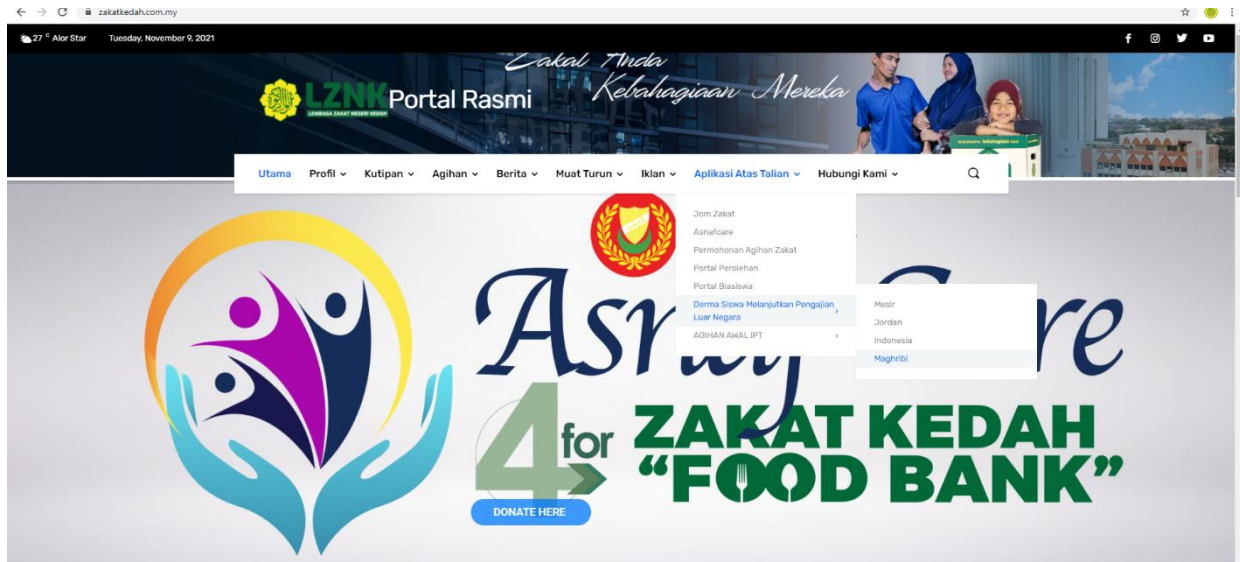 zakatkedah.com.my
27 C Alor Star Tuesday, November 9, 2021
Zakat Anda
Kebahagiaan Mereka
LZNK Portal Rasmi
LEMBAGA ZAKAT NEGERI KEDAH
Utama Profil Kutipan Agihan Berita Muat Turun Iklan Aplikasi Atas Talian Hubungi Kami
Jom Zakat
Asnafcare
Permohonan Agihan Zakat
Portal Perolehan
Portal Biasiswa
Derma Siswa Melanjutkan Pengajian
Luar Negara
AGIHAN AWAL IPT
Mesir
Jordan
Indonesia
Maghribi
Asnaf Care
4 for ZAKAT KEDAH
“FOOD BANK”
DONATE HERE